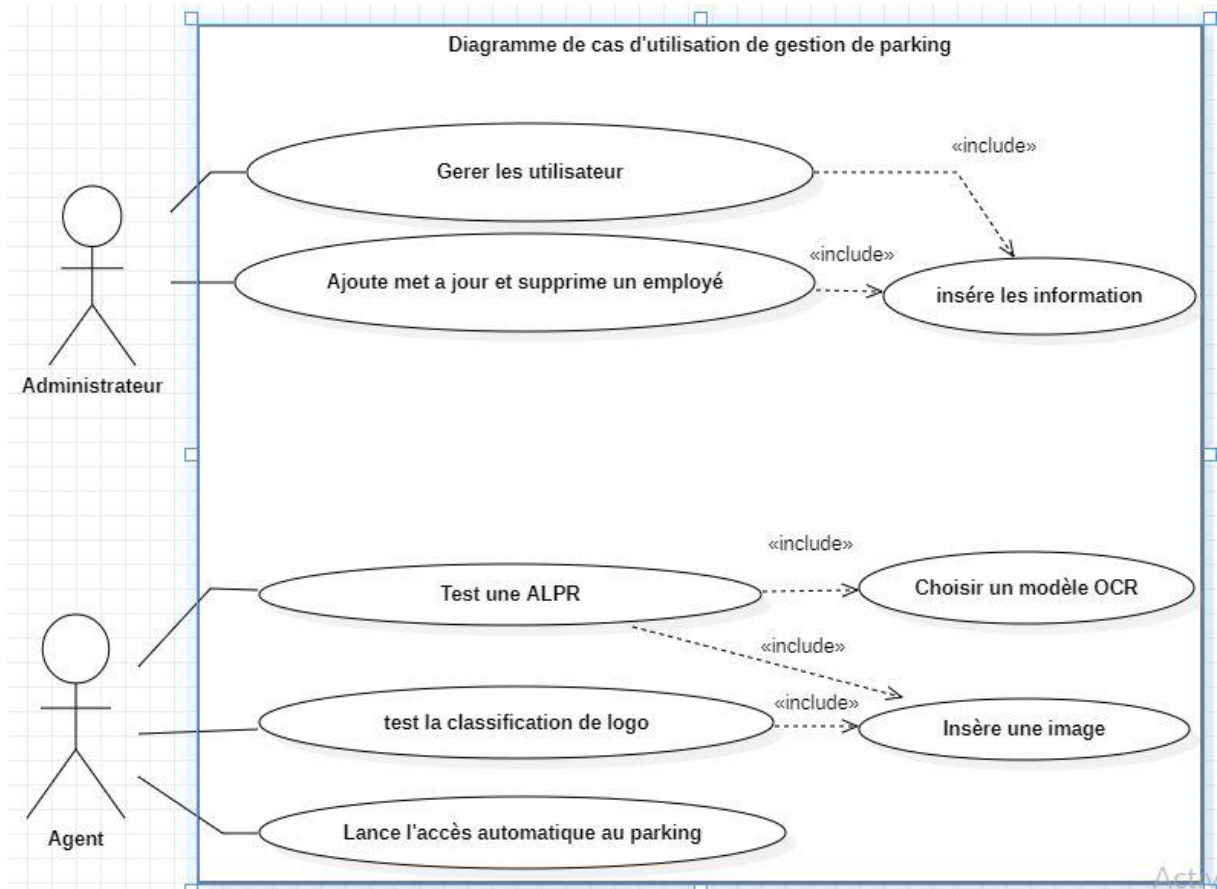 Diagramme de cas d'utilisation de gestion de parking
«include»
Gerer les utilisateur
«include»
Ajoute met a jour et supprime un employé
insére les information
Administrateur
«include»
Choisir un modèle OCR
Test une ALPR
«include»
«include»
test la classification de logo
Insère une image
Lance l'accès automatique au parking
Agent